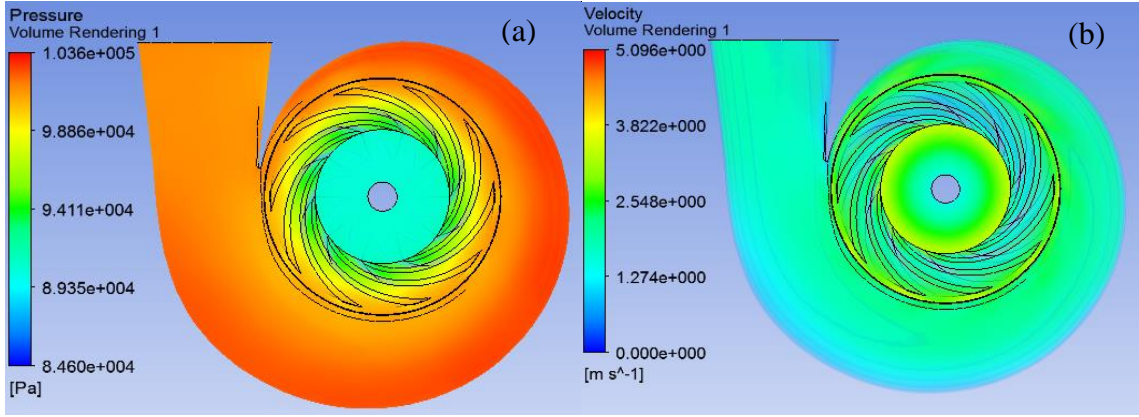 Pressure
Volume Rendering 1
(a)
1.036e+005
9.886e+004
9.411e+004
8.935e+004
8.460e+004
[Pa]
Velocity
Volume Rendering 1
(b)
5.096e+000
3.822e+000
2.548e+000
1.274e+000
0.000e+000
[m s^-1]